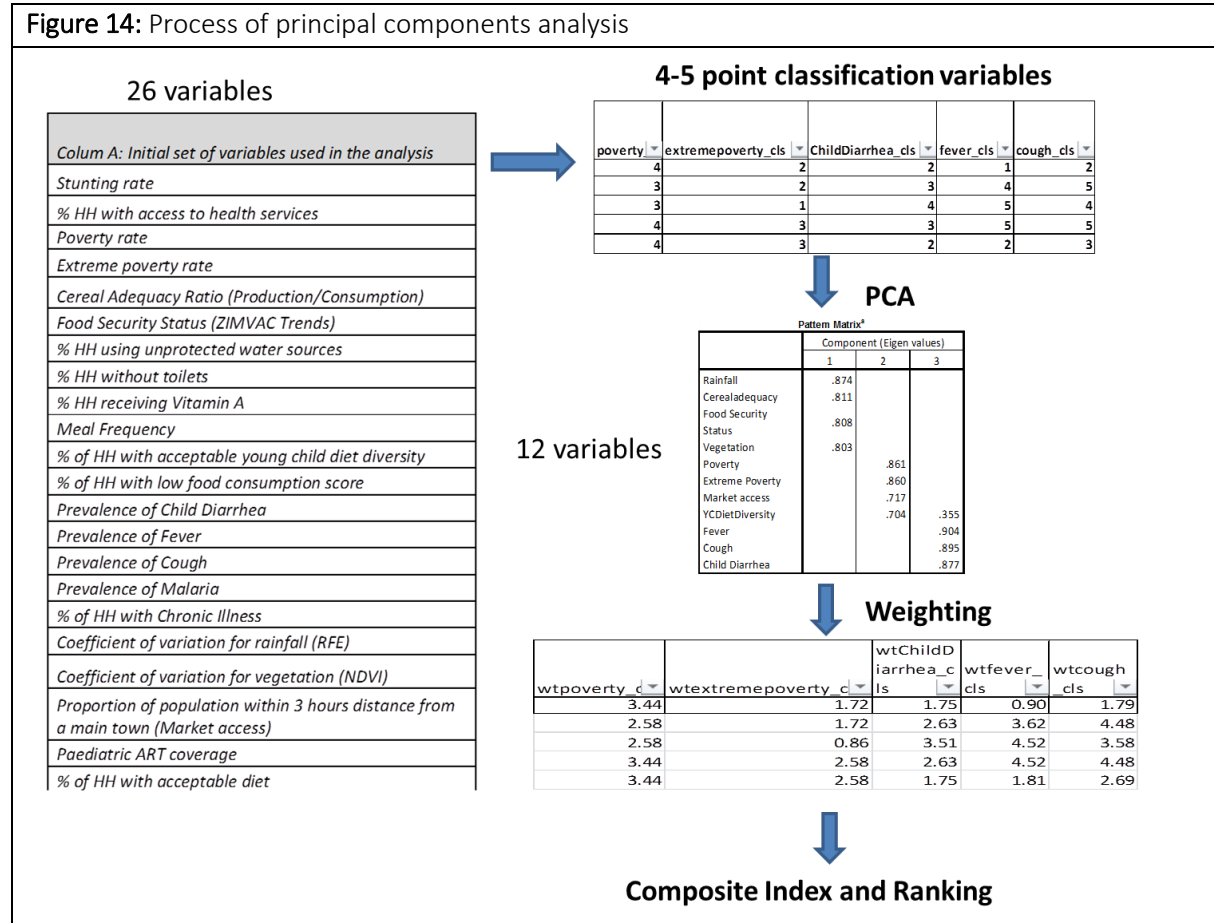 Figure 14: Process of principal components analysis
26 variables
Colum A: Initial set of variables used in the analysis
Stunting rate
% HH with access to health services
Poverty rate
Extreme poverty rate
Cereal Adequacy Ratio (Production/Consumption)
Food Security Status (ZIMVAC Trends)
% HH using unprotected water sources
% HH without toilets
% HH receiving Vitamin A
Meal Frequency
% of HH with acceptable young child diet diversity
% of HH with low food consumption score
Prevalence of Child Diarrhea
Prevalence of Fever
Prevalence of Cough
Prevalence of Malaria
% of HH with Chronic Illness
Coefficient of variation for rainfall (RFE)
Coefficient of variation for vegetation (NDVI)
Proportion of population within 3 hours distance from
a main town (Market access)
Paediatric ART coverage
% of HH with acceptable diet
4-5 point classification variables
poverty_ extremepoverty_cls ChildDiarrhea_cls fever_cls cough_cls
4 2 2 1 2
3 2 3 4 5
3 1 4 5 4
4 3 3 5 5
4 3 2 2 3
PCA
12 variables
Pattern Matrixª
Component (Eigen values)
1 2 3
Rainfall .874
Cerealadequacy .811
Food Security
Status .808
Vegetation .803
Poverty .861
Extreme Poverty .860
Market access .717
YCDietDiversity .704 .355
Fever .904
Cough .895
Child Diarrhea .877
Weighting
wtChildD
iarrhea_c wtfever_ wtcough
wtpoverty_c wtextremepoverty_c ls cls _cls
3.44 1.72 1.75 0.90 1.79
2.58 1.72 2.63 3.62 4.48
2.58 0.86 3.51 4.52 3.58
3.44 2.58 2.63 4.52 4.48
3.44 2.58 1.75 1.81 2.69
Composite Index and Ranking